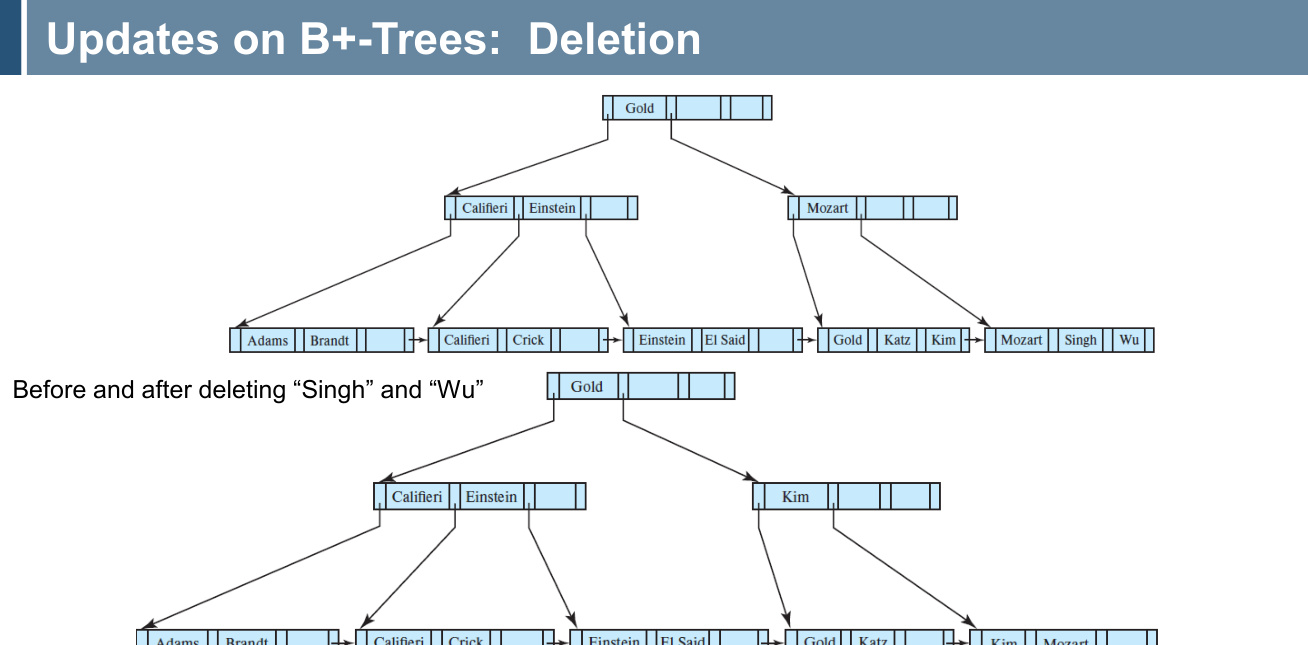 Updates on B+-Trees: Deletion
Gold
Califieri Einstein Mozart
Adams Brandt Califieri Crick Einstein El Said Gold Katz Kim Mozart Singh Wu
Before and after deleting “Singh” and “Wu”
Gold
Califieri Einstein Kim
Adams Brandt Califieri Crick Einstein El Said Gold Katz Kim Mozart